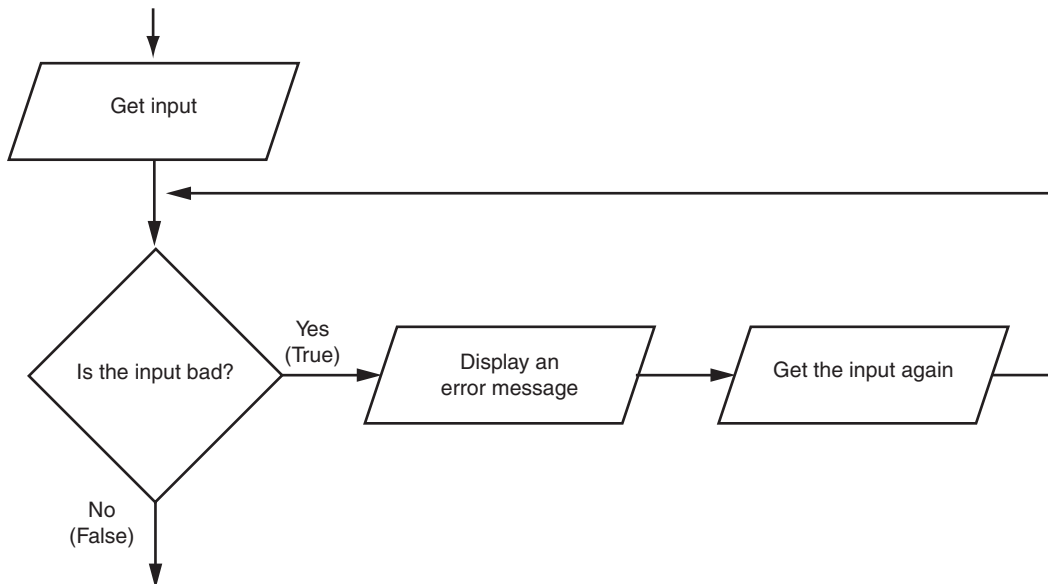 Get input
Is the input bad?
Yes
(True)
Display an
error message
Get the input again
No
(False)